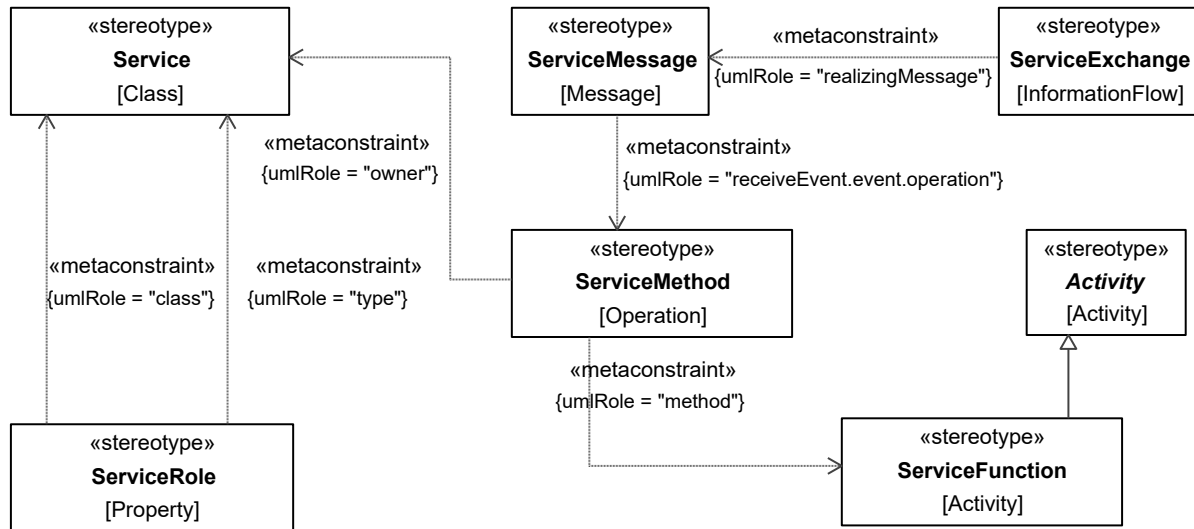 «stereotype»
Service
[Class]
«stereotype»
ServiceMessage
[Message]
«metaconstraint»
{umlRole = "realizingMessage"}
«stereotype»
ServiceExchange
[InformationFlow]
«metaconstraint»
{umlRole = "owner"}
«metaconstraint»
{umlRole = "receiveEvent.event.operation"}
«metaconstraint»
{umlRole = "class"}
«metaconstraint»
{umlRole = "type"}
«stereotype»
ServiceMethod
[Operation]
«stereotype»
Activity
[Activity]
«metaconstraint»
{umlRole = "method"}
«stereotype»
ServiceRole
[Property]
«stereotype»
ServiceFunction
[Activity]